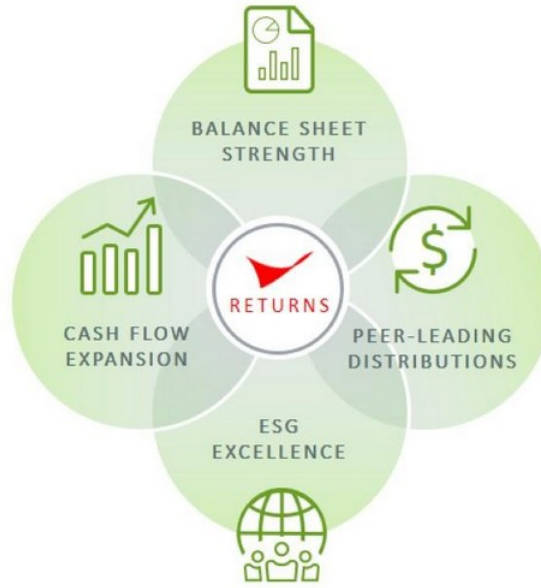 BALANCE SHEET
STRENGTH
CASH FLOW
EXPANSION
$
RETURNS
PEER-LEADING
DISTRIBUTIONS
ESG
EXCELLENCE